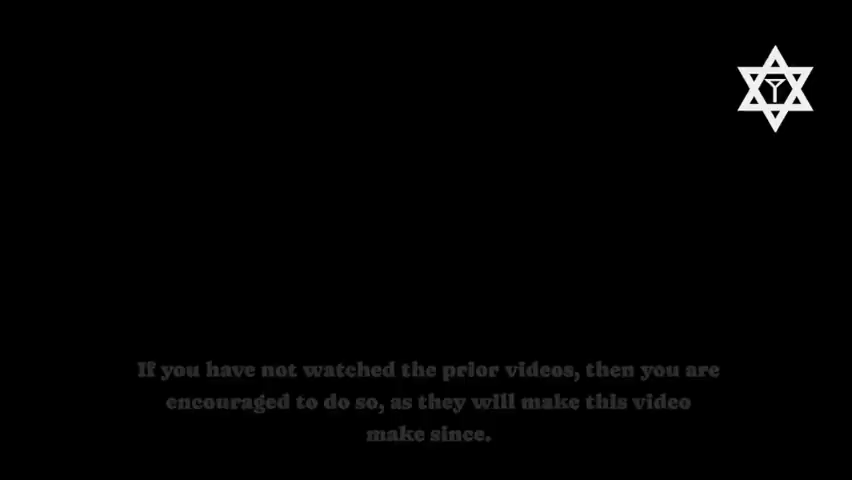 If you have not watched the prior videos, then you are
encouraged to do so, as they will make this video
make since.